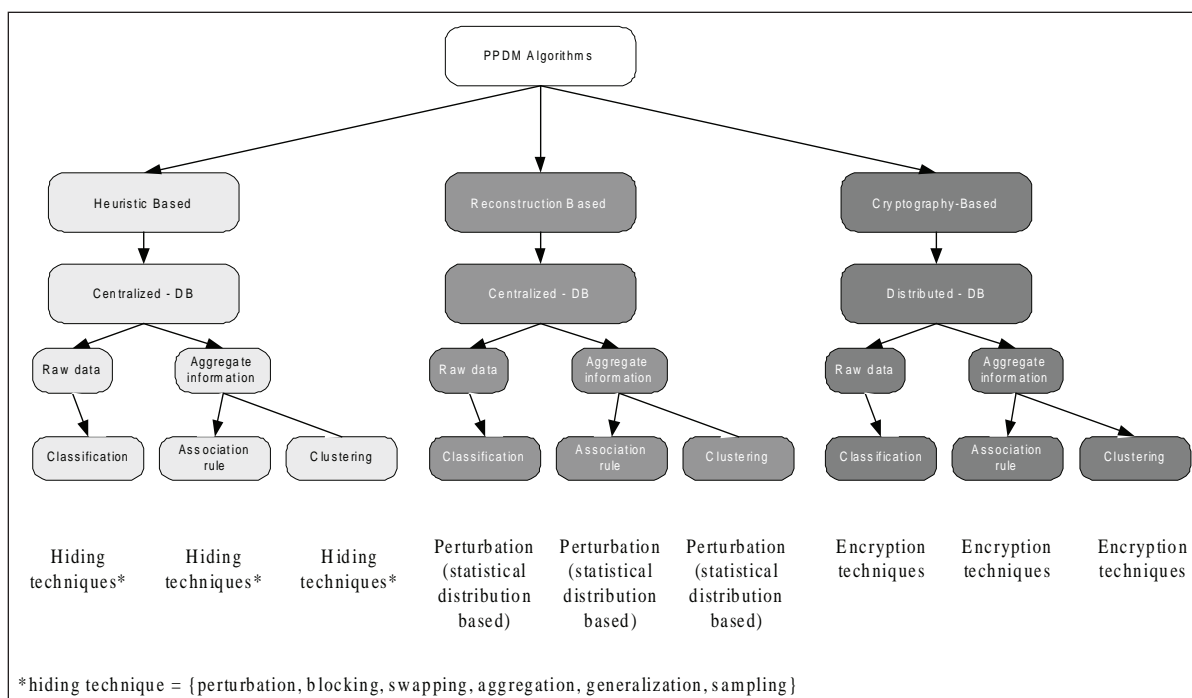 PPDM Algorithms
Heuristic Based
Reconstruction Based
Cryptography-Based
Centralized - DB
Centralized - DB
Distributed - DB
Raw data
Aggregate
information
Raw data
Aggregate
information
Raw data
Aggregate
information
Classification
Association
rule
Clustering
Classification
Association
rule
Clustering
Classification
Association
rule
Clustering
Hiding
techniques*
Hiding
techniques*
Hiding
techniques*
Perturbation
(statistical
distribution
based)
Perturbation
(statistical
distribution
based)
Perturbation
(statistical
distribution
based)
Encryption
techniques
Encryption
techniques
Encryption
techniques
*hiding technique = {perturbation, blocking, swapping, aggregation, generalization, sampling}